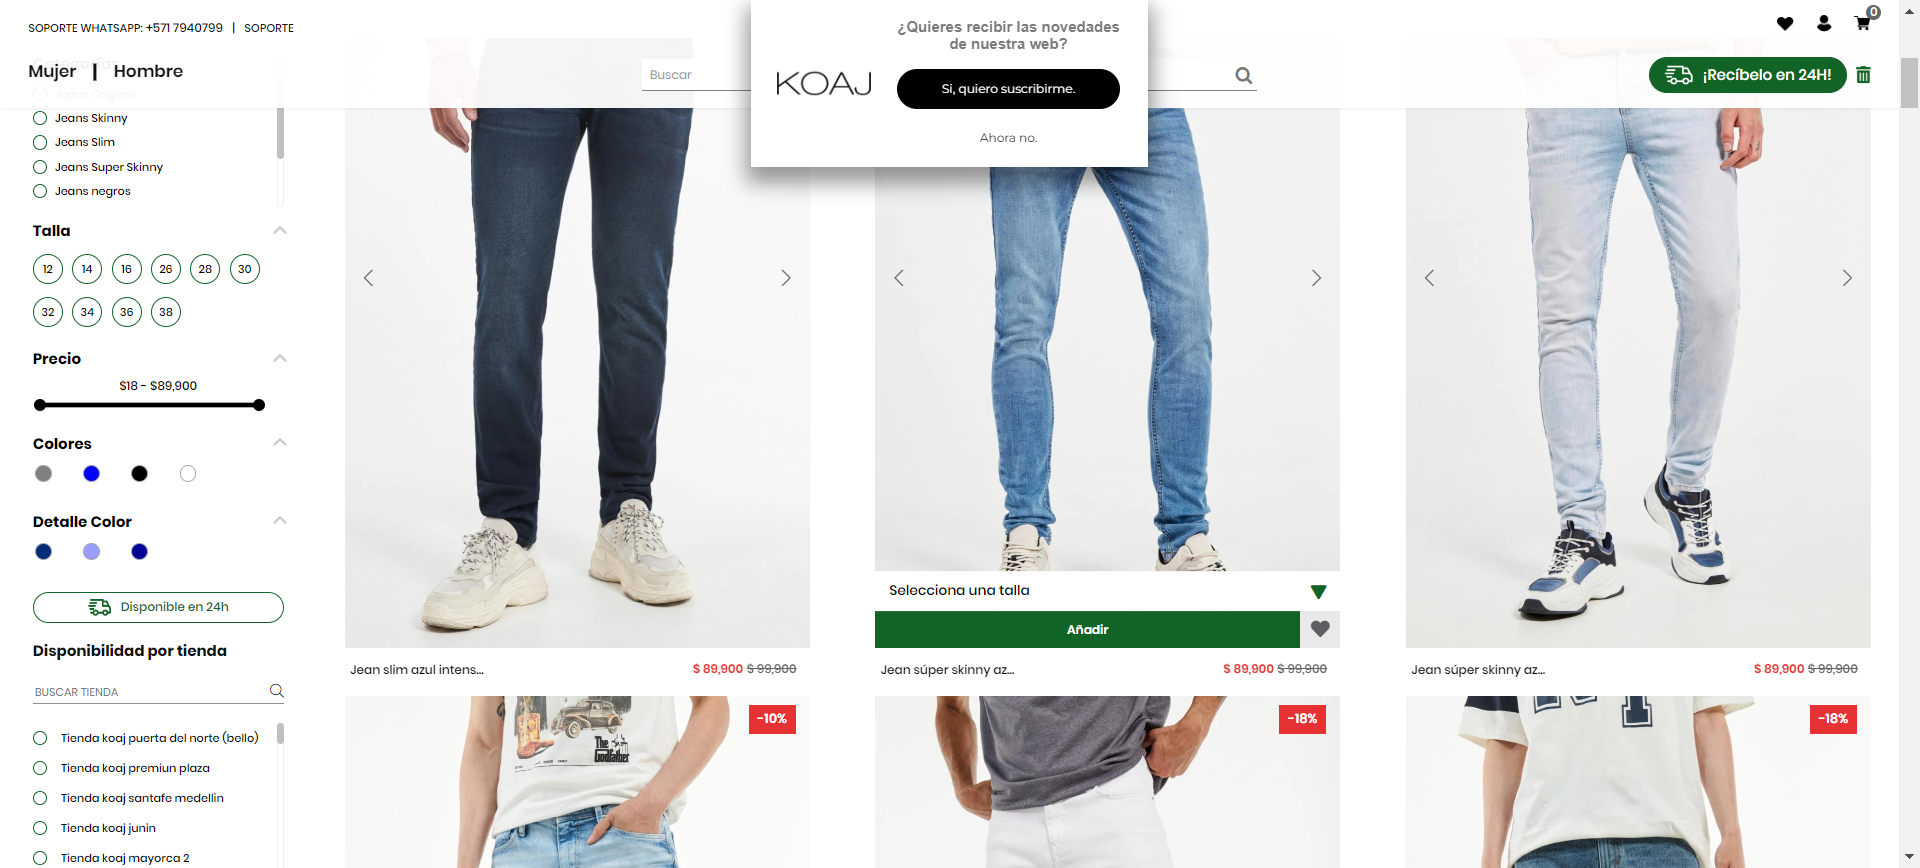 SOPORTE WHATSAPP: +571 7940799 | SOPORTE
0
Mujer | Hombre
Buscar
¿Quieres recibir las novedades
de nuestra web?
KOAJ
Si, quiero suscribirme.
Ahora no.
¡Recíbelo en 24H!
Categorias
Jeans Original
Jeans Skinny
Jeans Slim
Jeans Super Skinny
Jeans negros
Talla
12 14 16 26 28 30
32 34 36 38
Precio
$18 - $89,900
Colores
Detalle Color
Disponible en 24h
Disponibilidad por tienda
BUSCAR TIENDA
Tienda koaj puerta del norte (bello)
Tienda koaj premiun plaza
Tienda koaj santafe medellin
Tienda koaj junin
Tienda koaj mayorca 2
Selecciona una talla
Añadir
Jean slim azul intens... $ 89,900 $ 99,900
Jean súper skinny az... $ 89,900 $ 99,900
Jean súper skinny az... $ 89,900 $ 99,900
-10%
-18%
-18%
The
Godfather